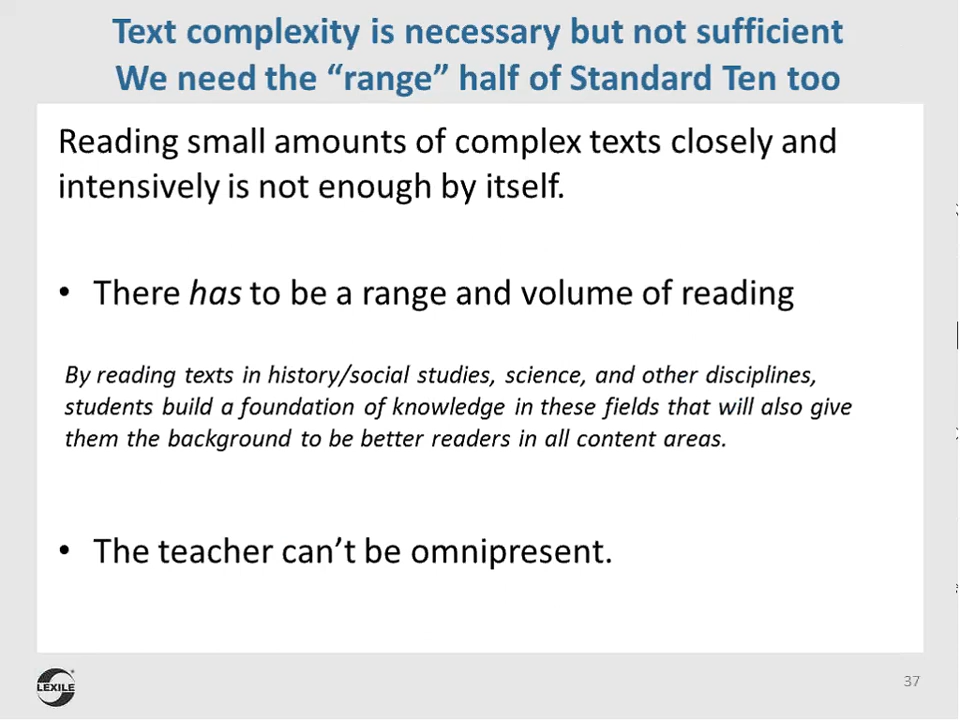 Text complexity is necessary but not sufficient
We need the “range” half of Standard Ten too
Reading small amounts of complex texts closely and
intensively is not enough by itself.
• There has to be a range and volume of reading
By reading texts in history/social studies, science, and other disciplines,
students build a foundation of knowledge in these fields that will also give
them the background to be better readers in all content areas.
• The teacher can’t be omnipresent.
LEXILE
37